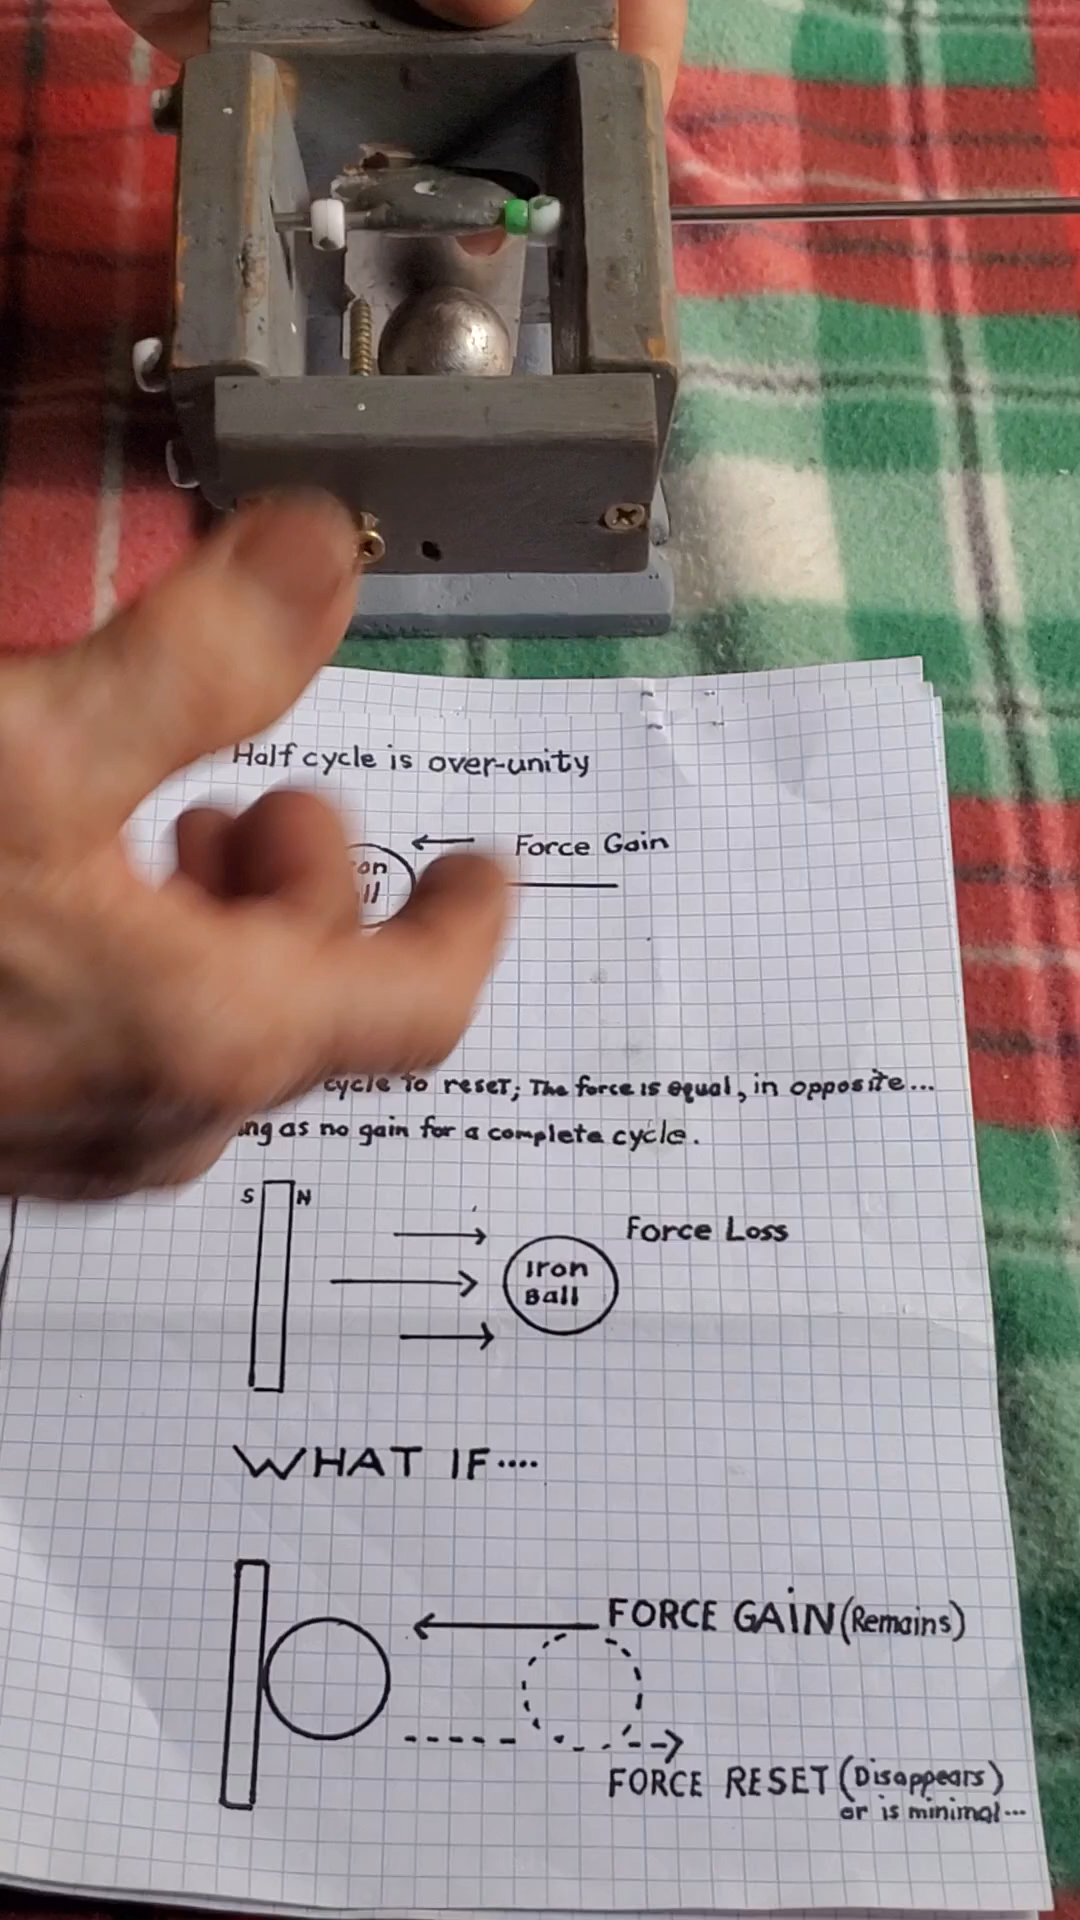 Half cycle is over-unity
Force Gain
cycle to reset; The force is equal, in opposite...
as no gain for a complete cycle.
S N
Force Loss
Iron
Ball
WHAT IF....
FORCE GAIN (Remains)
FORCE RESET (Disappears)
or is minimal...